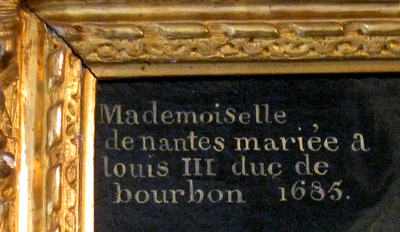 Mademoiselle
de nantes mariée a
louis III duc de
bourbon 1685.